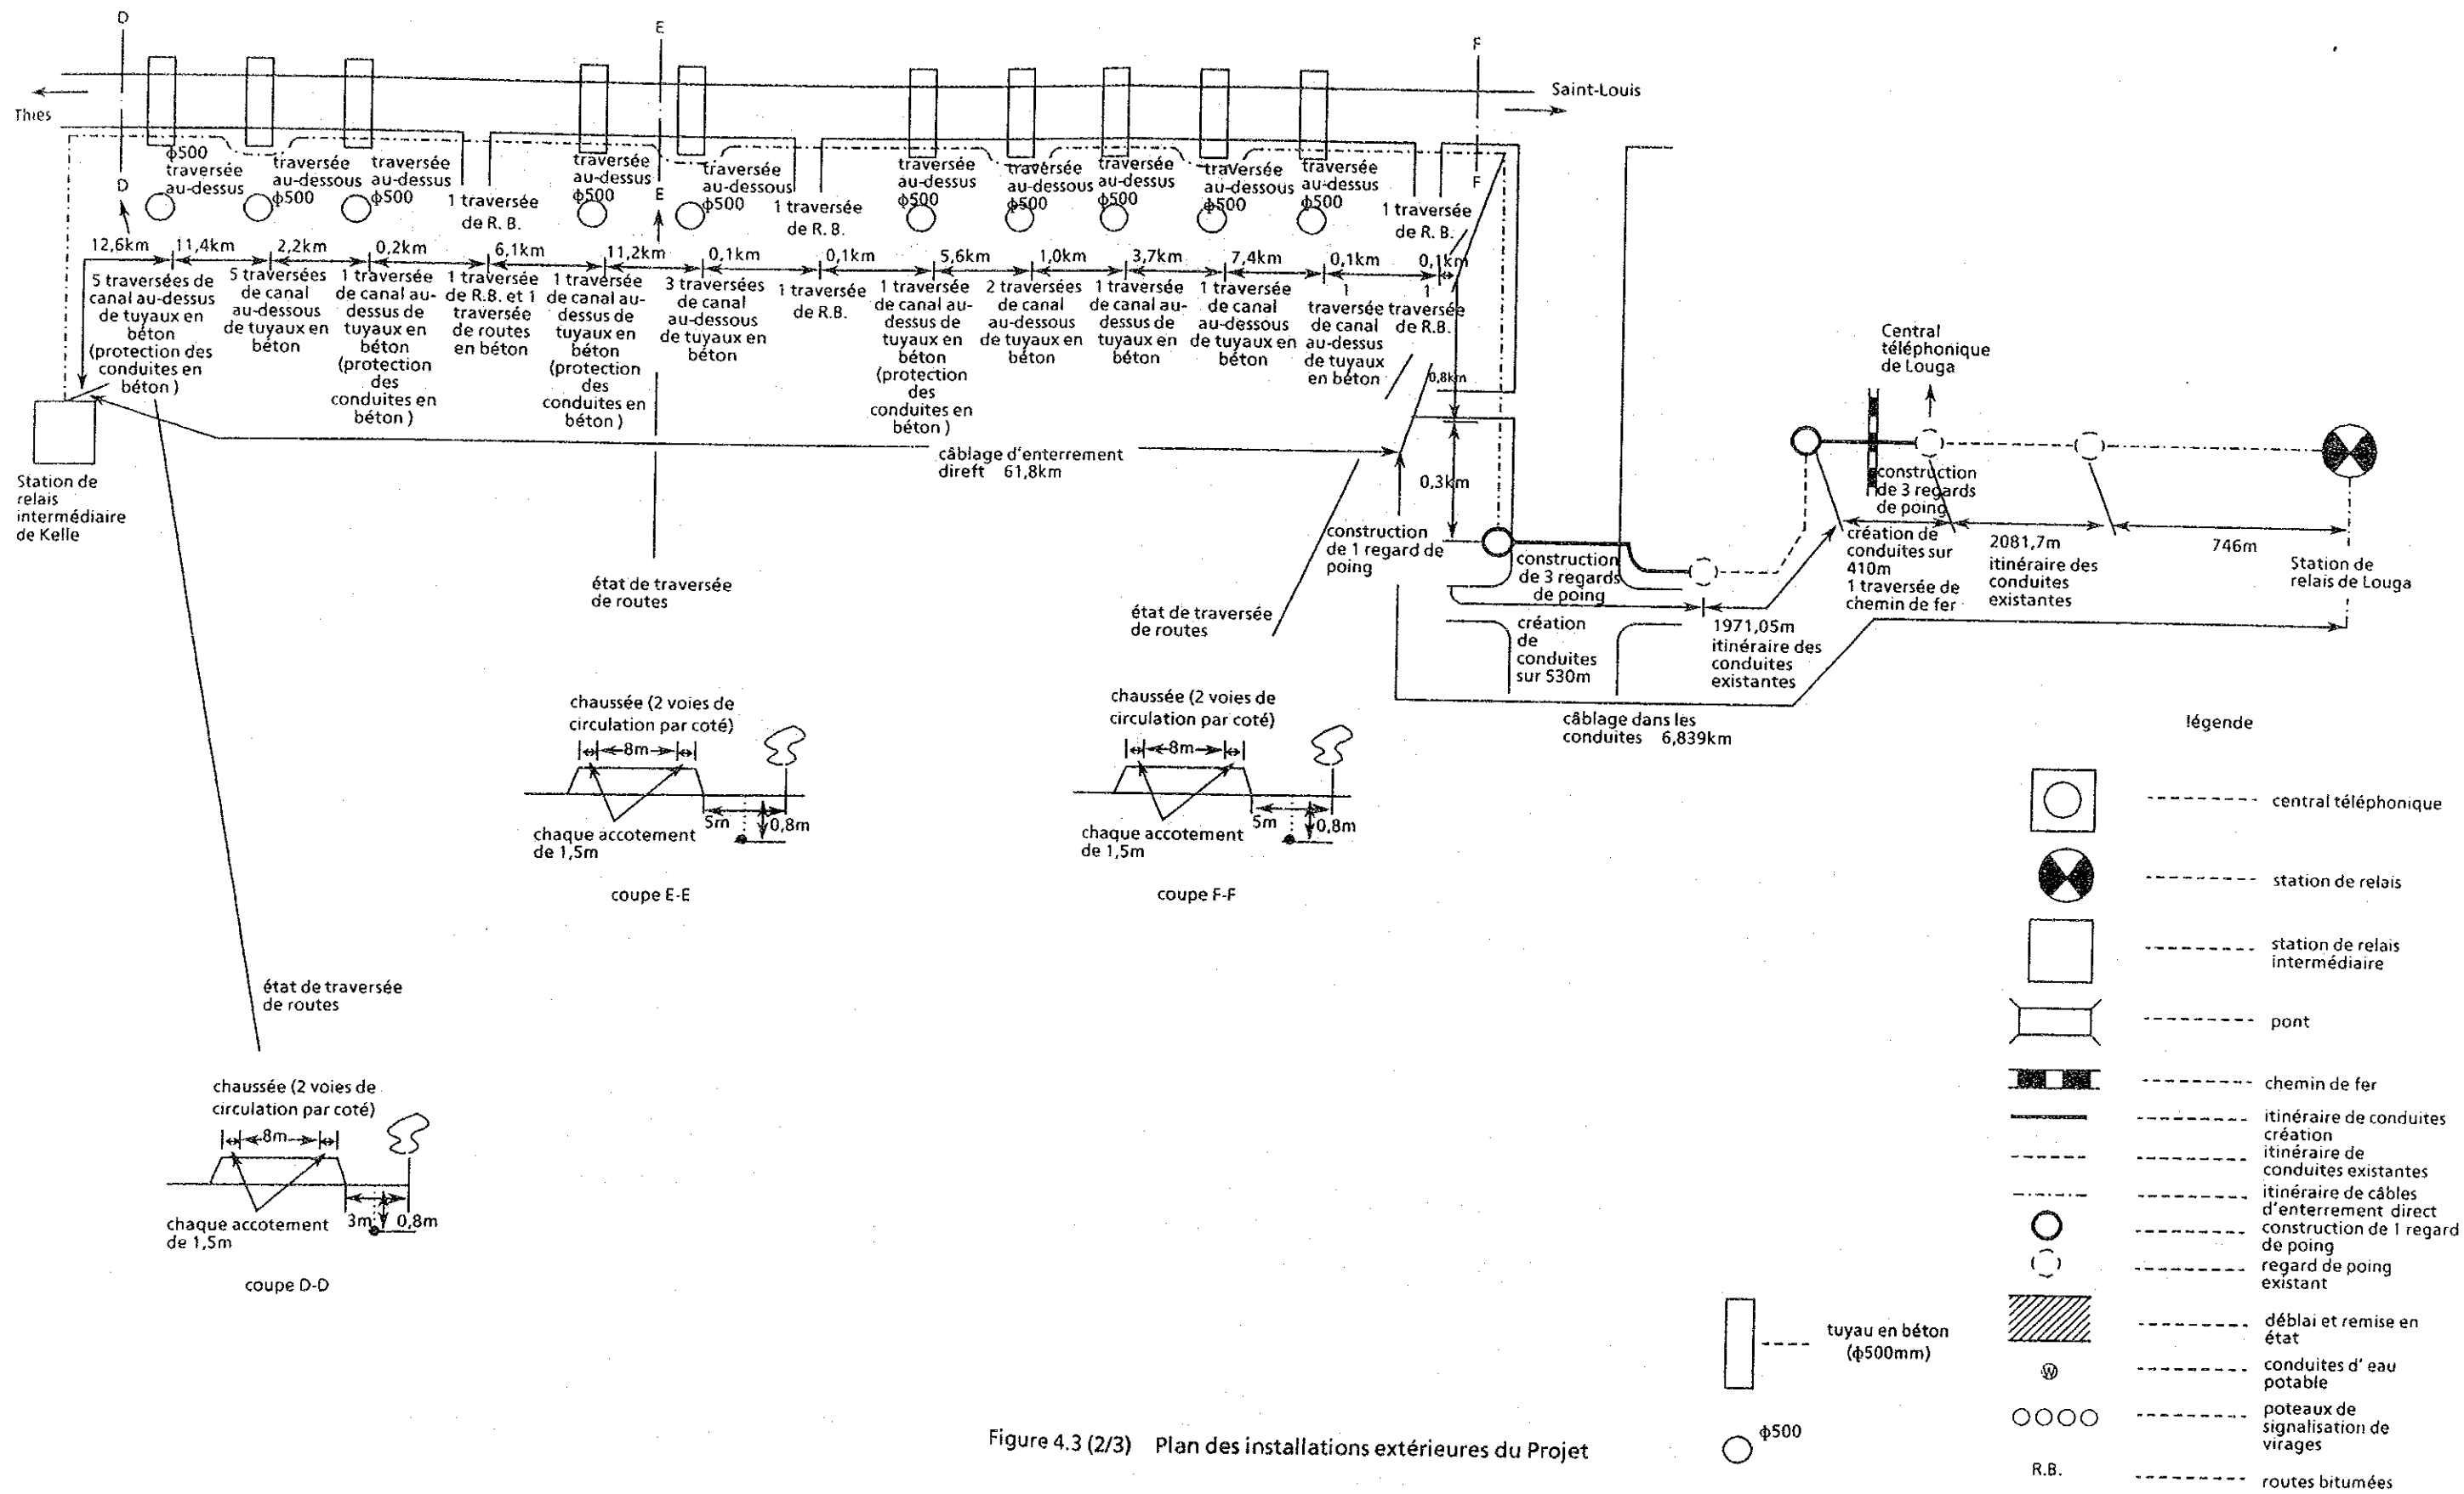 D
E
F
Thies
Saint-Louis
D
E
F
φ500
traversée
au-dessus
traversée
au-dessous
φ500
traversée
au-dessus
φ500
1 traversée
de R. B.
traversée
au-dessus
φ500
traversée
au-dessous
φ500
1 traversée
de R. B.
traversée
au-dessus
φ500
traversée
au-dessous
φ500
traversée
au-dessus
φ500
traversée
au-dessous
φ500
traversée
au-dessus
φ500
1 traversée
de R. B.
12,6km
11,4km
2,2km
0,2km
6,1km
11,2km
0,1km
0,1km
5,6km
1,0km
3,7km
7,4km
0,1km
0,1km
5 traversées de
canal au-dessus
de tuyaux en
béton
(protection des
conduites en
béton )
5 traversées
de canal
au-dessous
de tuyaux en
béton
1 traversée
de canal au-
dessus de
tuyaux en
béton
(protection
des
conduites en
béton )
1 traversée
de R.B. et 1
traversée
de routes
en béton
1 traversée
de canal au-
dessus de
tuyaux en
béton
(protection
des
conduites en
béton )
3 traversées
de canal
au-dessous
de tuyaux en
béton
1 traversée
de R.B.
1 traversée
de canal au-
dessus de
tuyaux en
béton
(protection
des
conduites en
béton )
2 traversées
de canal
au-dessous
de tuyaux en
béton
1 traversée
de canal au-
dessus de
tuyaux en
béton
1 traversée
de canal
au-dessous
de tuyaux en
béton
1
traversée
de canal
au-dessus
de tuyaux
en béton
1
traversée
de R.B.
0,8km
0,3km
Station de
relais
intermédiaire
de Kelle
câblage d'enterrement
direft 61,8km
état de traversée
de routes
état de traversée
de routes
construction
de 1 regard de
poing
construction
de 3 regards
de poing
création
de
conduites
sur 530m
1971,05m
itinéraire des
conduites
existantes
Central
téléphonique
de Louga
construction
de 3 regards
de poing
création de
conduites sur
410m
1 traversée de
chemin de fer
2081,7m
itinéraire des
conduites
existantes
746m
Station de
relais de Louga
câblage dans les
conduites 6,839km
chaussée (2 voies de
circulation par coté)
8m
5m
0,8m
chaque accotement
de 1,5m
coupe E-E
chaussée (2 voies de
circulation par coté)
8m
5m
0,8m
chaque accotement
de 1,5m
coupe F-F
état de traversée
de routes
chaussée (2 voies de
circulation par coté)
8m
3m
0,8m
chaque accotement
de 1,5m
coupe D-D
légende
central téléphonique
station de relais
station de relais
intermédiaire
pont
chemin de fer
itinéraire de conduites
création
itinéraire de
conduites existantes
itinéraire de câbles
d'enterrement direct
construction de 1 regard
de poing
regard de poing
existant
déblai et remise en
état
W
conduites d' eau
potable
poteaux de
signalisation de
virages
R.B.
routes bitumées
tuyau en béton
(φ500mm)
φ500
Figure 4.3 (2/3) Plan des installations extérieures du Projet